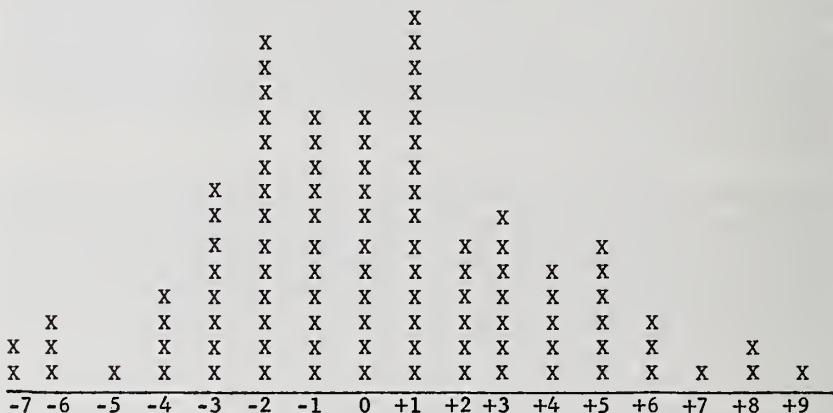 X
X X
X X
X X
X X X X
X X X X
X X X X
X X X X X
X X X X X X
X X X X X X X X
X X X X X X X X X
X X X X X X X X X X
X X X X X X X X X X X X
X X X X X X X X X X X X X X
X X X X X X X X X X X X X X X X X
-7 -6 -5 -4 -3 -2 -1 0 +1 +2 +3 +4 +5 +6 +7 +8 +9